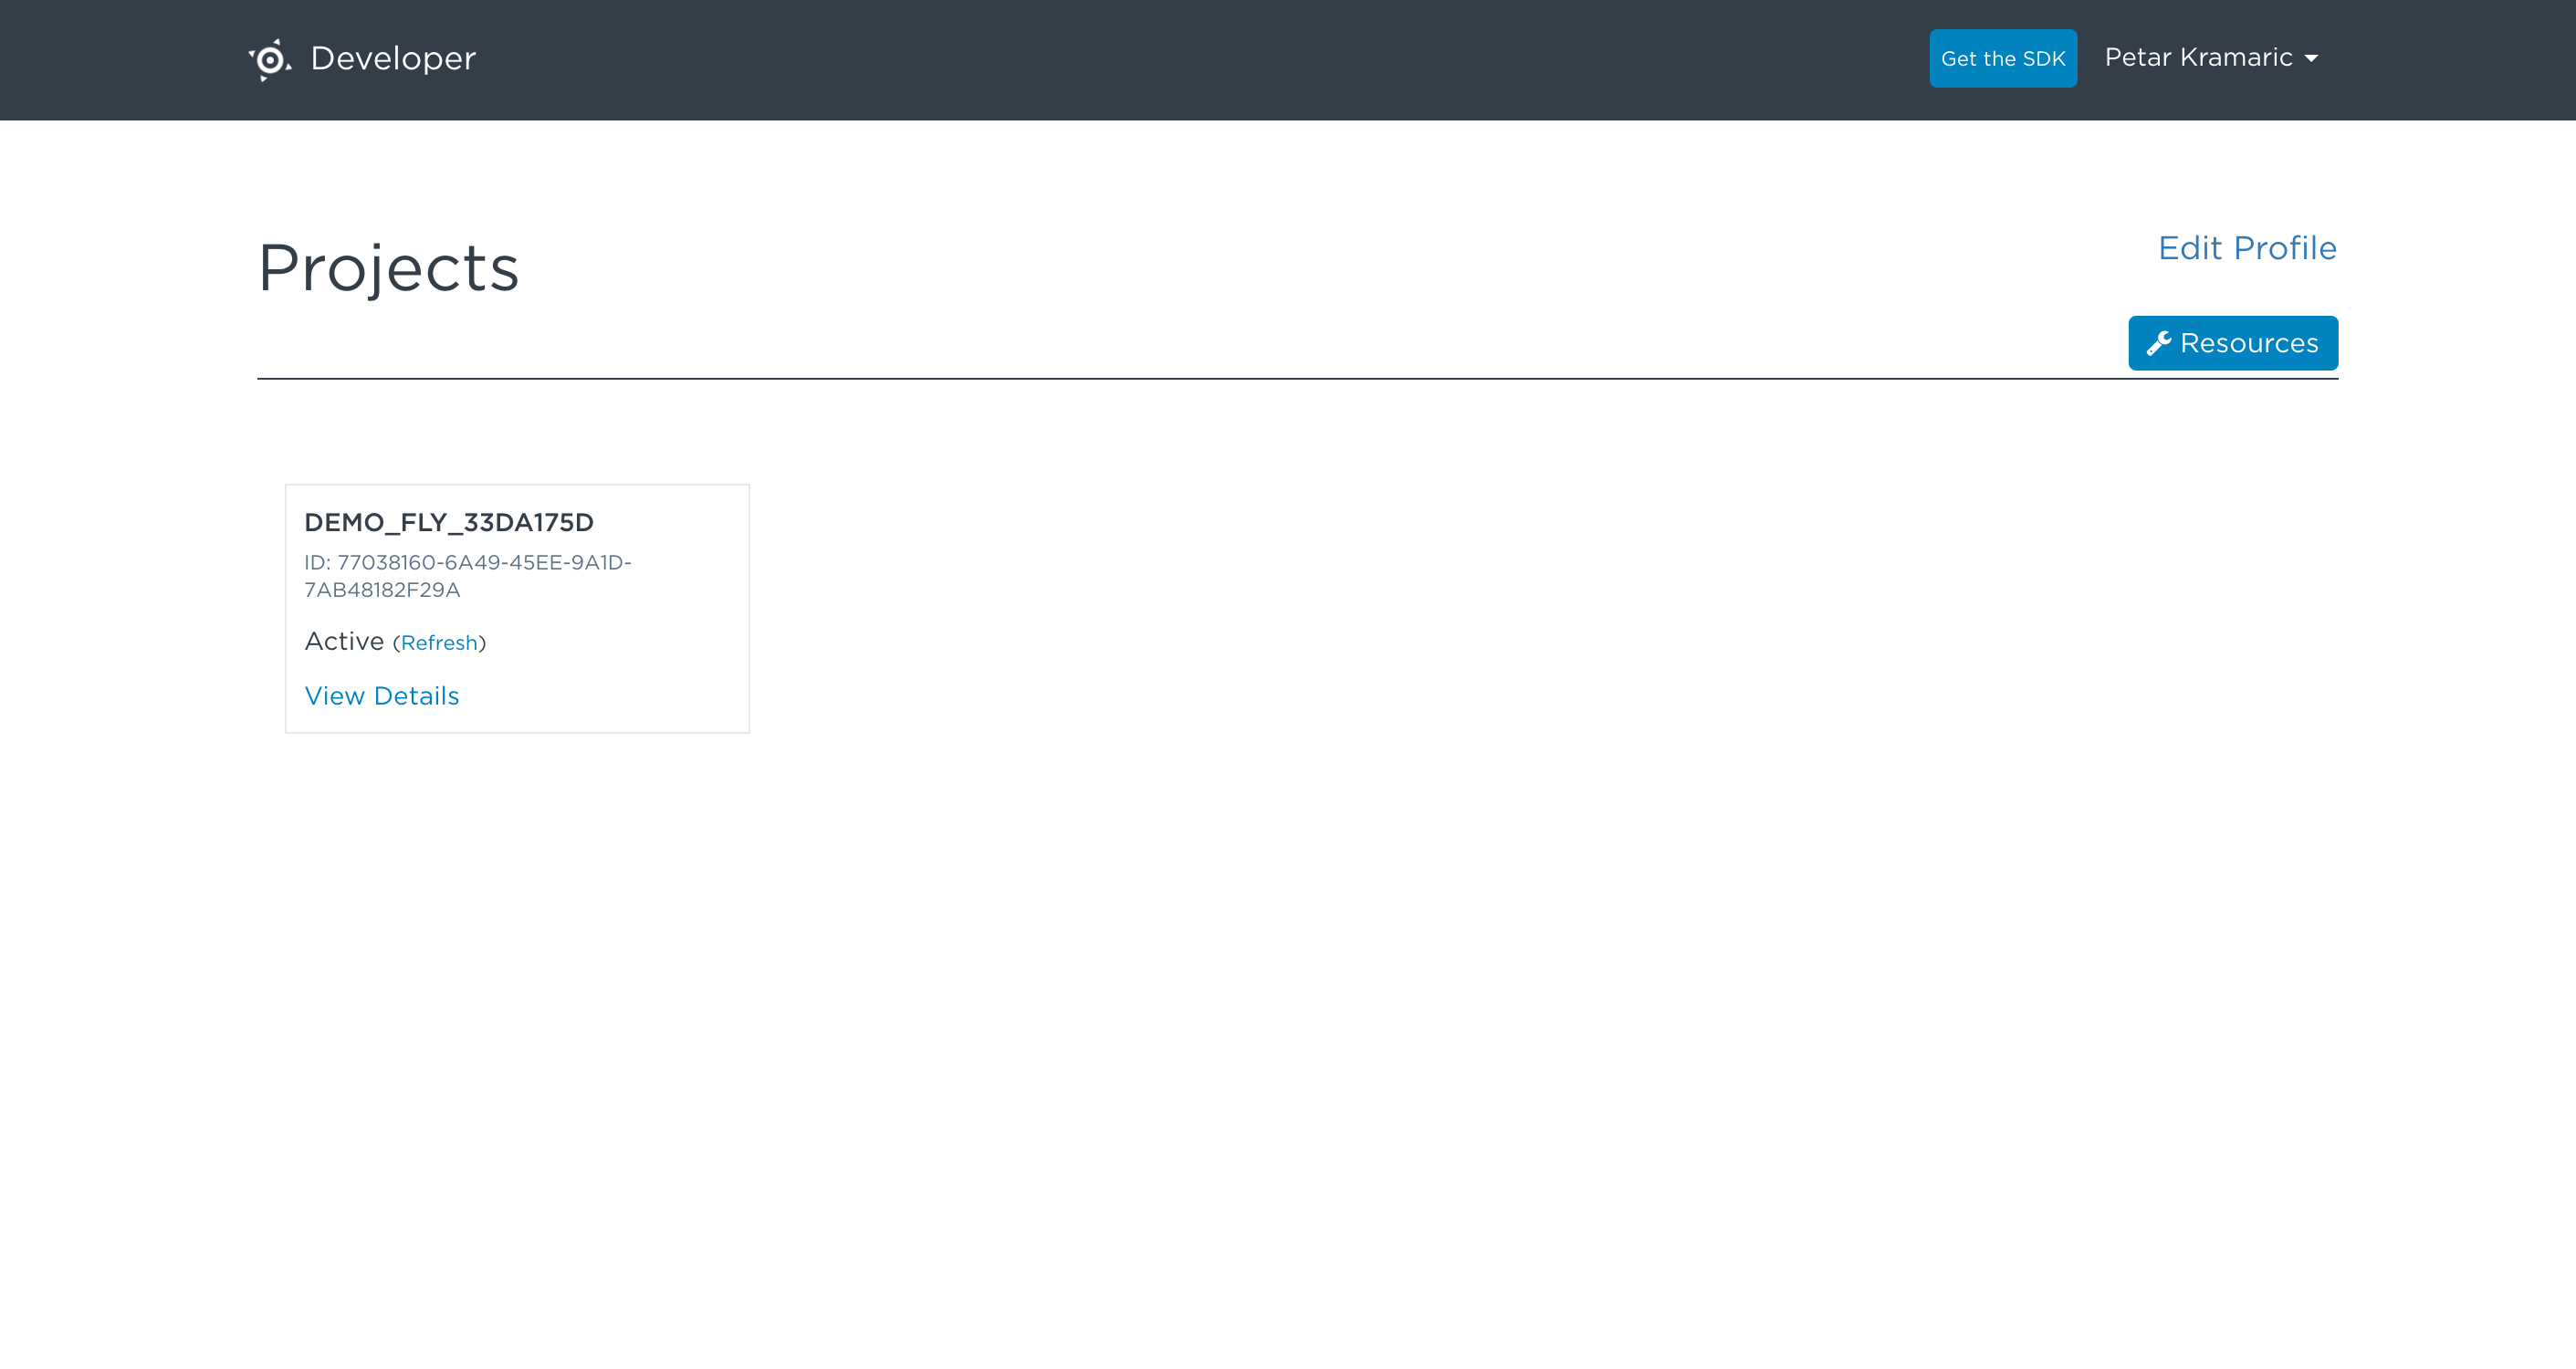 Developer
Get the SDK
Petar Kramaric
Projects
Edit Profile
Resources
DEMO_FLY_33DA175D
ID: 77038160-6A49-45EE-9A1D-
7AB48182F29A
Active (Refresh)
View Details